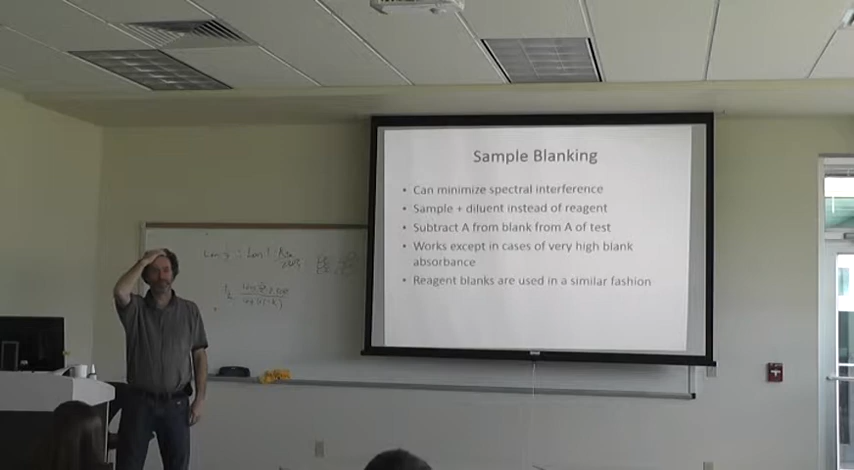 Sample Blanking
• Can minimize spectral interference
• Sample + diluent instead of reagent
• Subtract A from blank from A of test
• Works except in cases of very high blank
absorbance
• Reagent blanks are used in a similar fashion